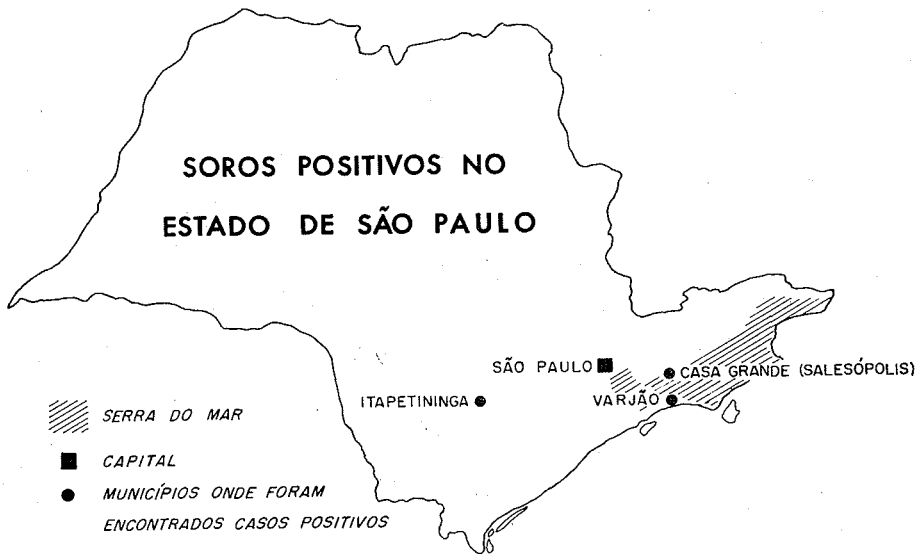 SOROS POSITIVOS NO
ESTADO DE SÃO PAULO
SÃO PAULO
CASA GRANDE (SALESÓPOLIS)
ITAPETININGA
VARJÃO
SERRA DO MAR
CAPITAL
MUNICÍPIOS ONDE FORAM
ENCONTRADOS CASOS POSITIVOS